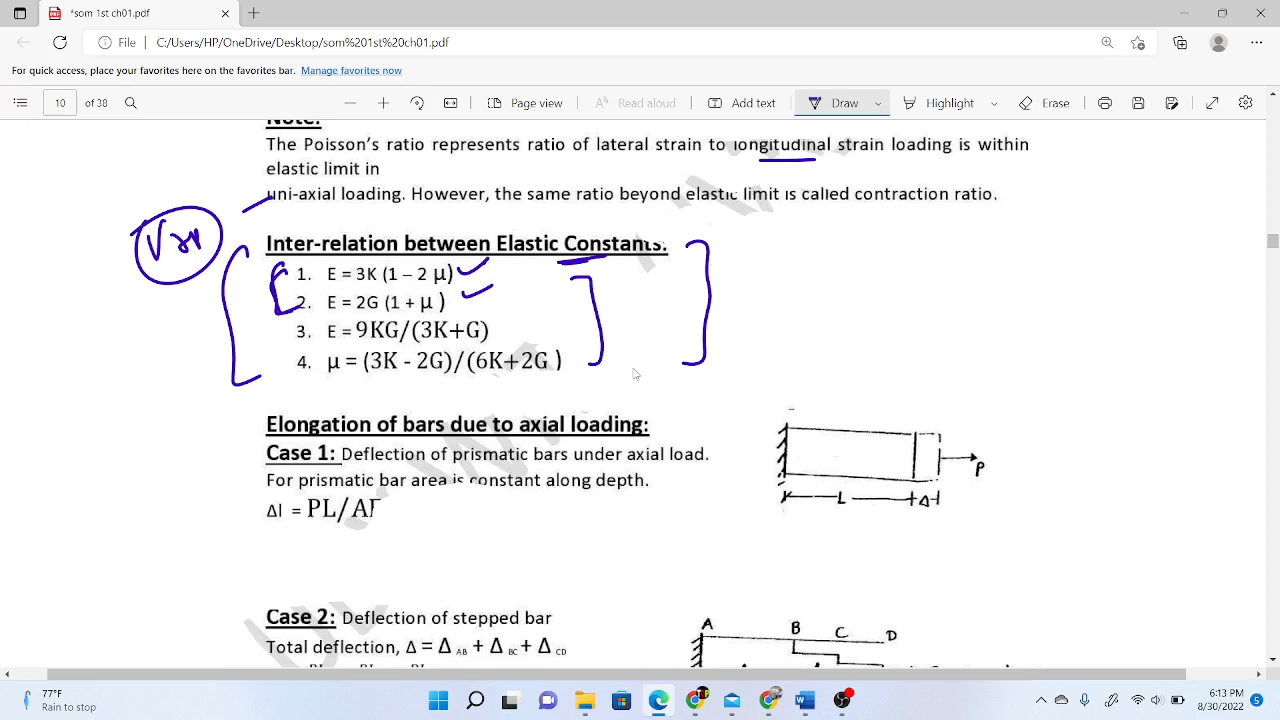 *som 1st ch01.pdf
File C:/Users/HP/OneDrive/Desktop/som%201st%20ch01.pdf
For quick access, place your favorites here on the favorites bar. Manage favorites now
10 of 38 Page view Read aloud Add text Draw Highlight Erase
Note:
The Poisson's ratio represents ratio of lateral strain to longitudinal strain loading is within
elastic limit in
uni-axial loading. However, the same ratio beyond elastic limit is called contraction ratio.
Inter-relation between Elastic Constants:
1. E = 3K (1 – 2 μ)
2. E = 2G (1 + μ )
3. E = 9KG/(3K+G)
4. μ = (3K - 2G)/(6K+2G )
Elongation of bars due to axial loading:
Case 1: Deflection of prismatic bars under axial load.
For prismatic bar area is constant along depth.
Δl = PL/AE
P
L Δ
Case 2: Deflection of stepped bar
A B C D
Total deflection, Δ = Δ AB + Δ BC + Δ CD
77°F
Rain to stop
6:13 PM
8/30/2022
5